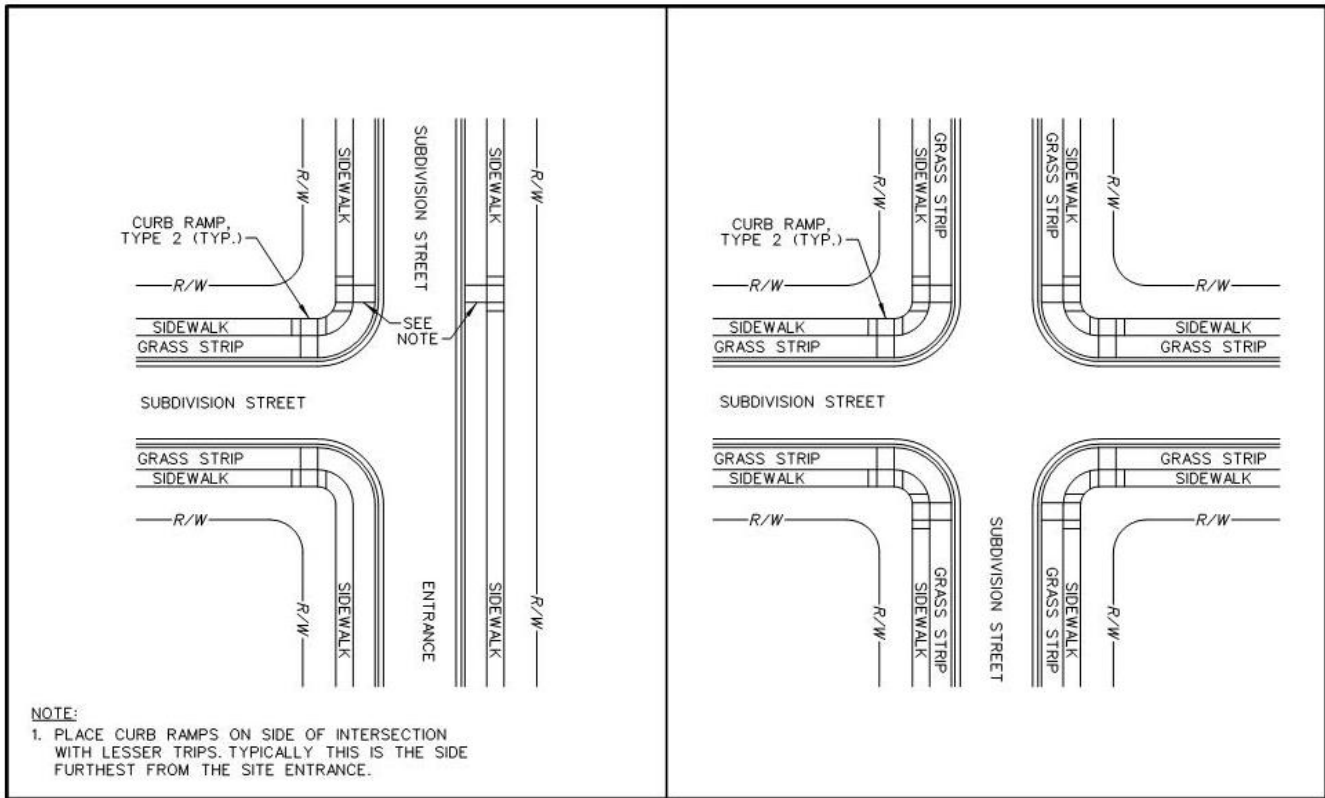 SIDEWALK
SUBDIVISION STREET
SIDEWALK
R/W
R/W
CURB RAMP,
TYPE 2 (TYP.)
R/W
SEE
NOTE
SIDEWALK
GRASS STRIP
SUBDIVISION STREET
GRASS STRIP
SIDEWALK
R/W
R/W
SIDEWALK
ENTRANCE
SIDEWALK
R/W
NOTE:
1. PLACE CURB RAMPS ON SIDE OF INTERSECTION
WITH LESSER TRIPS. TYPICALLY THIS IS THE SIDE
FURTHEST FROM THE SITE ENTRANCE.
R/W
SIDEWALK
GRASS STRIP
GRASS STRIP
SIDEWALK
R/W
CURB RAMP,
TYPE 2 (TYP.)
R/W
R/W
SIDEWALK
GRASS STRIP
SIDEWALK
GRASS STRIP
SUBDIVISION STREET
GRASS STRIP
SIDEWALK
GRASS STRIP
SIDEWALK
R/W
R/W
R/W
SIDEWALK
GRASS STRIP
SUBDIVISION STREET
GRASS STRIP
SIDEWALK
R/W